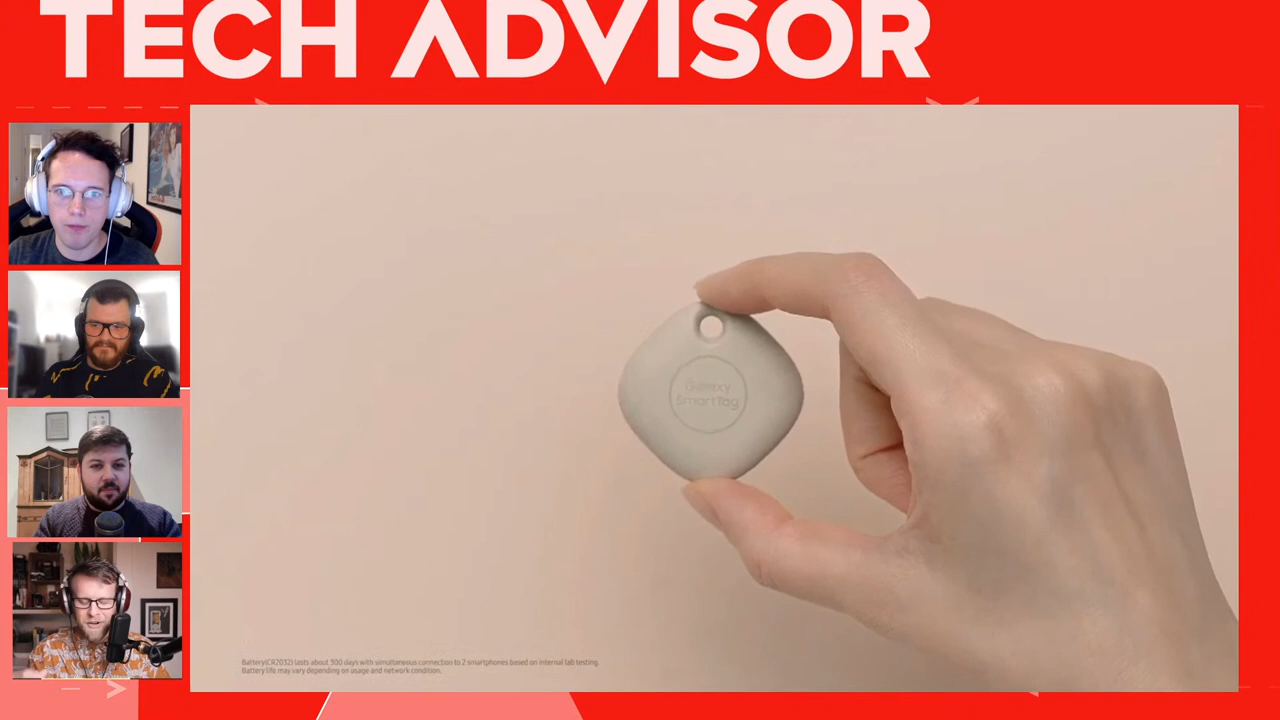 TECH ADVISOR
Galaxy
SmartTag
Battery(CR2032) lasts about 300 days with simultaneous connection to 2 smartphones based on internal lab testing.
Battery life may vary depending on usage and network condition.